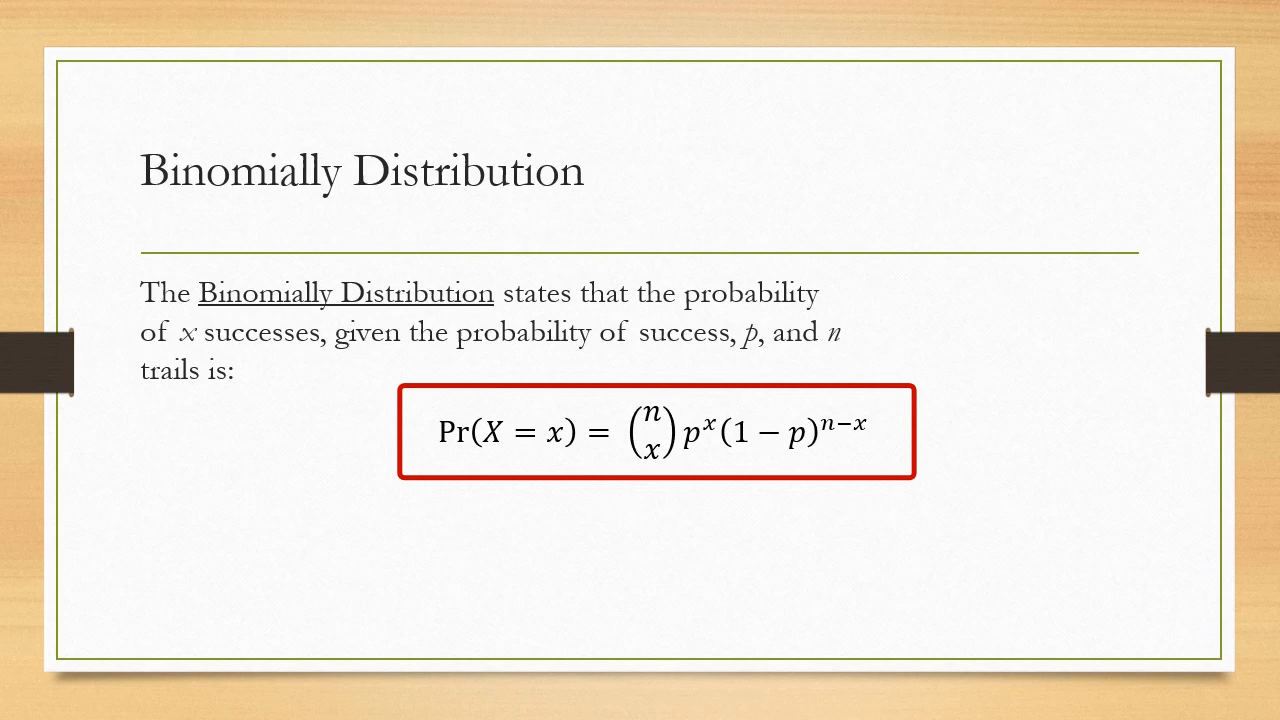 Binomially Distribution
The Binomially Distribution states that the probability
of x successes, given the probability of success, p, and n
trails is:
Pr(X = x) = (n x) p^x (1 − p)^{n−x}